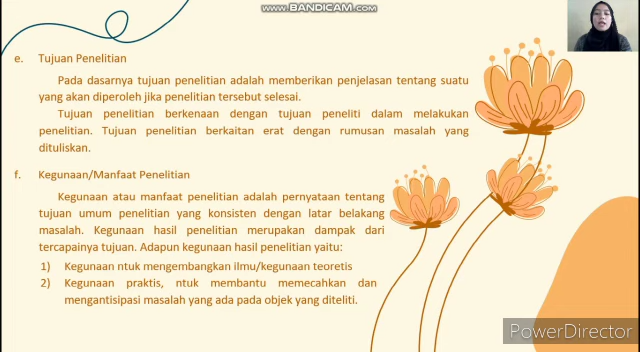 www.BANDICAM.com
e. Tujuan Penelitian
Pada dasarnya tujuan penelitian adalah memberikan penjelasan tentang suatu
yang akan diperoleh jika penelitian tersebut selesai.
Tujuan penelitian berkenaan dengan tujuan peneliti dalam melakukan
penelitian. Tujuan penelitian berkaitan erat dengan rumusan masalah yang
dituliskan.
f. Kegunaan/Manfaat Penelitian
Kegunaan atau manfaat penelitian adalah pernyataan tentang
tujuan umum penelitian yang konsisten dengan latar belakang
masalah. Kegunaan hasil penelitian merupakan dampak dari
tercapainya tujuan. Adapun kegunaan hasil penelitian yaitu:
1) Kegunaan ntuk mengembangkan ilmu/kegunaan teoretis
2) Kegunaan praktis, ntuk membantu memecahkan dan
mengantisipasi masalah yang ada pada objek yang diteliti.
PowerDirector